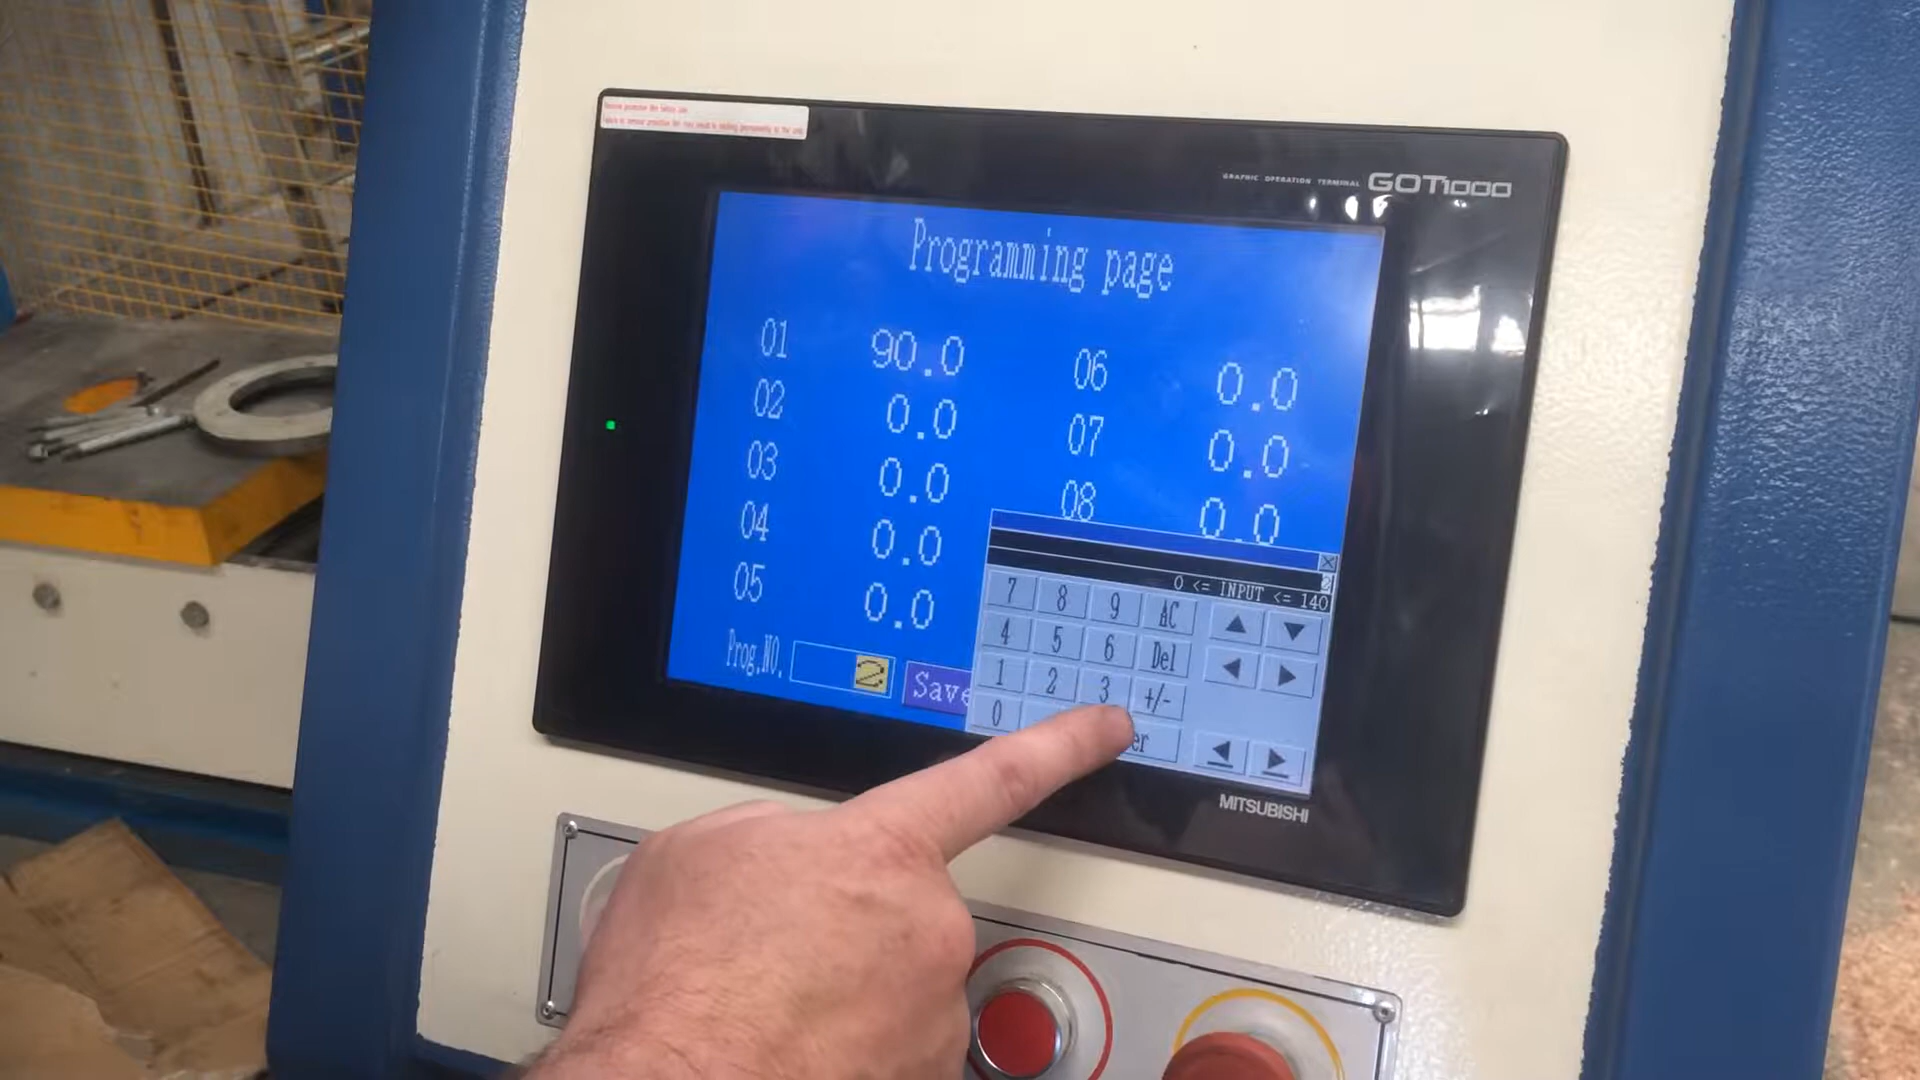 GRAPHIC OPERATION TERMINAL GOT1000
Programming page
01 90.0 06 0.0
02 0.0 07 0.0
03 0.0 08 0.0
04 0.0
05 0.0
Prog.NO. 2 Save
2
0 <= INPUT <= 140
7 8 9 AC
4 5 6 Del
1 2 3 +/-
0
MITSUBISHI